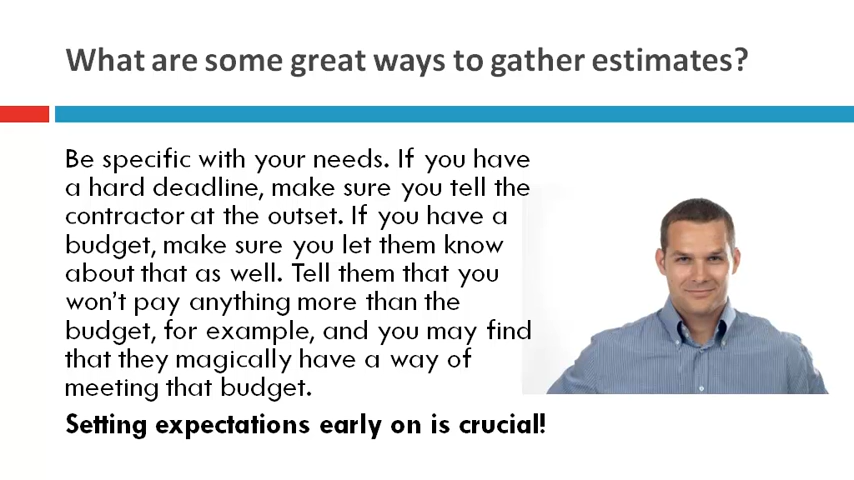 What are some great ways to gather estimates?
Be specific with your needs. If you have
a hard deadline, make sure you tell the
contractor at the outset. If you have a
budget, make sure you let them know
about that as well. Tell them that you
won't pay anything more than the
budget, for example, and you may find
that they magically have a way of
meeting that budget.
Setting expectations early on is crucial!